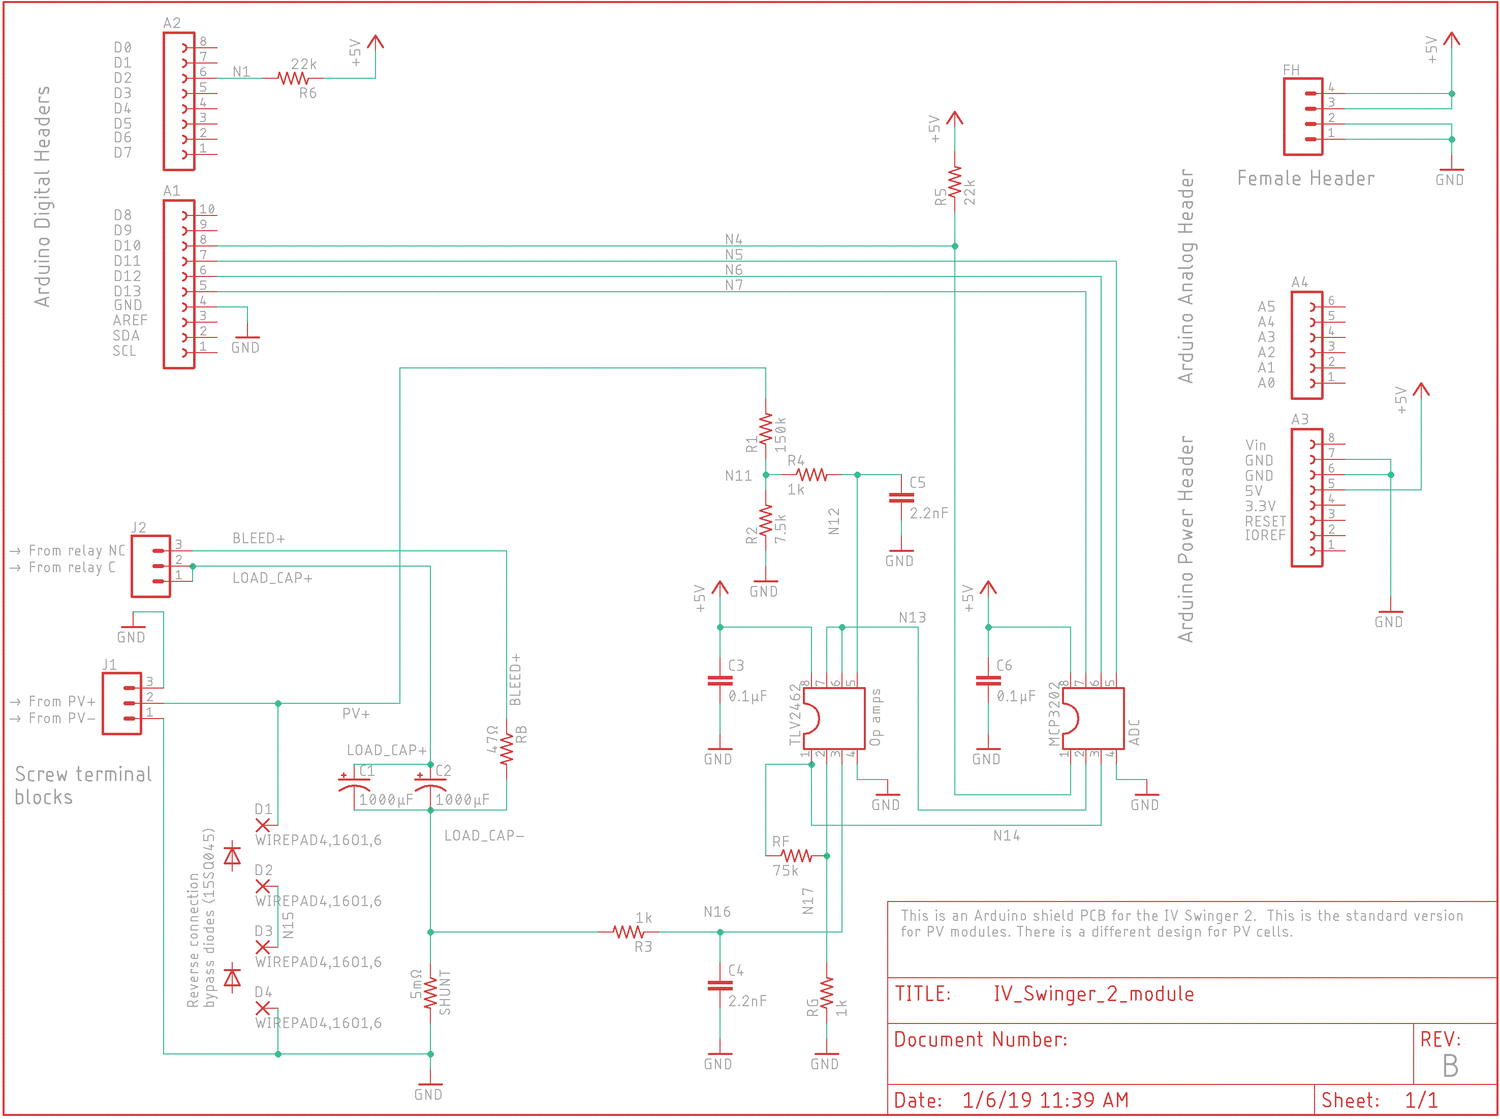 A2
D0 8
D1 7
D2 6 N1 22k R6 +5V
D3 5
D4 4
D5 3
D6 2
D7 1
Arduino Digital Headers
A1
D8 10
D9 9
D10 8 N4
D11 7 N5
D12 6 N6
D13 5 N7
GND 4
AREF 3
SDA 2
SCL 1
GND
+5V
R5
22k
FH
4
3
2
1
+5V
GND
Female Header
Arduino Analog Header
A4
A5 6
A4 5
A3 4
A2 3
A1 2
A0 1
Arduino Power Header
A3
Vin 8
GND 7
GND 6
5V 5
3.3V 4
RESET 3
IOREF 2
1
+5V
GND
R1
150k
N11
R4
1k
C5
2.2nF
GND
N12
R2
7.5k
GND
J2
→ From relay NC 3
→ From relay C 2
1
BLEED+
LOAD_CAP+
GND
J1
3
→ From PV+ 2
→ From PV- 1
Screw terminal
blocks
PV+
BLEED+
47Ω
RB
LOAD_CAP+
C1
1000µF
C2
1000µF
LOAD_CAP-
+5V
C3
0.1µF
GND
N13
8 7 6 5
TLV2462
Op amps
1 2 3 4
GND
+5V
C6
0.1µF
GND
8 7 6 5
MCP3202
ADC
1 2 3 4
GND
N14
RF
75k
N17
D1
WIREPAD4,16O1,6
D2
WIREPAD4,16O1,6
N15
D3
WIREPAD4,16O1,6
D4
WIREPAD4,16O1,6
Reverse connection
bypass diodes (15SQ045)
1k
R3
N16
C4
2.2nF
GND
RG
1k
GND
5mΩ
SHUNT
GND
This is an Arduino shield PCB for the IV Swinger 2. This is the standard version
for PV modules. There is a different design for PV cells.
TITLE: IV_Swinger_2_module
Document Number:
REV:
B
Date: 1/6/19 11:39 AM
Sheet: 1/1